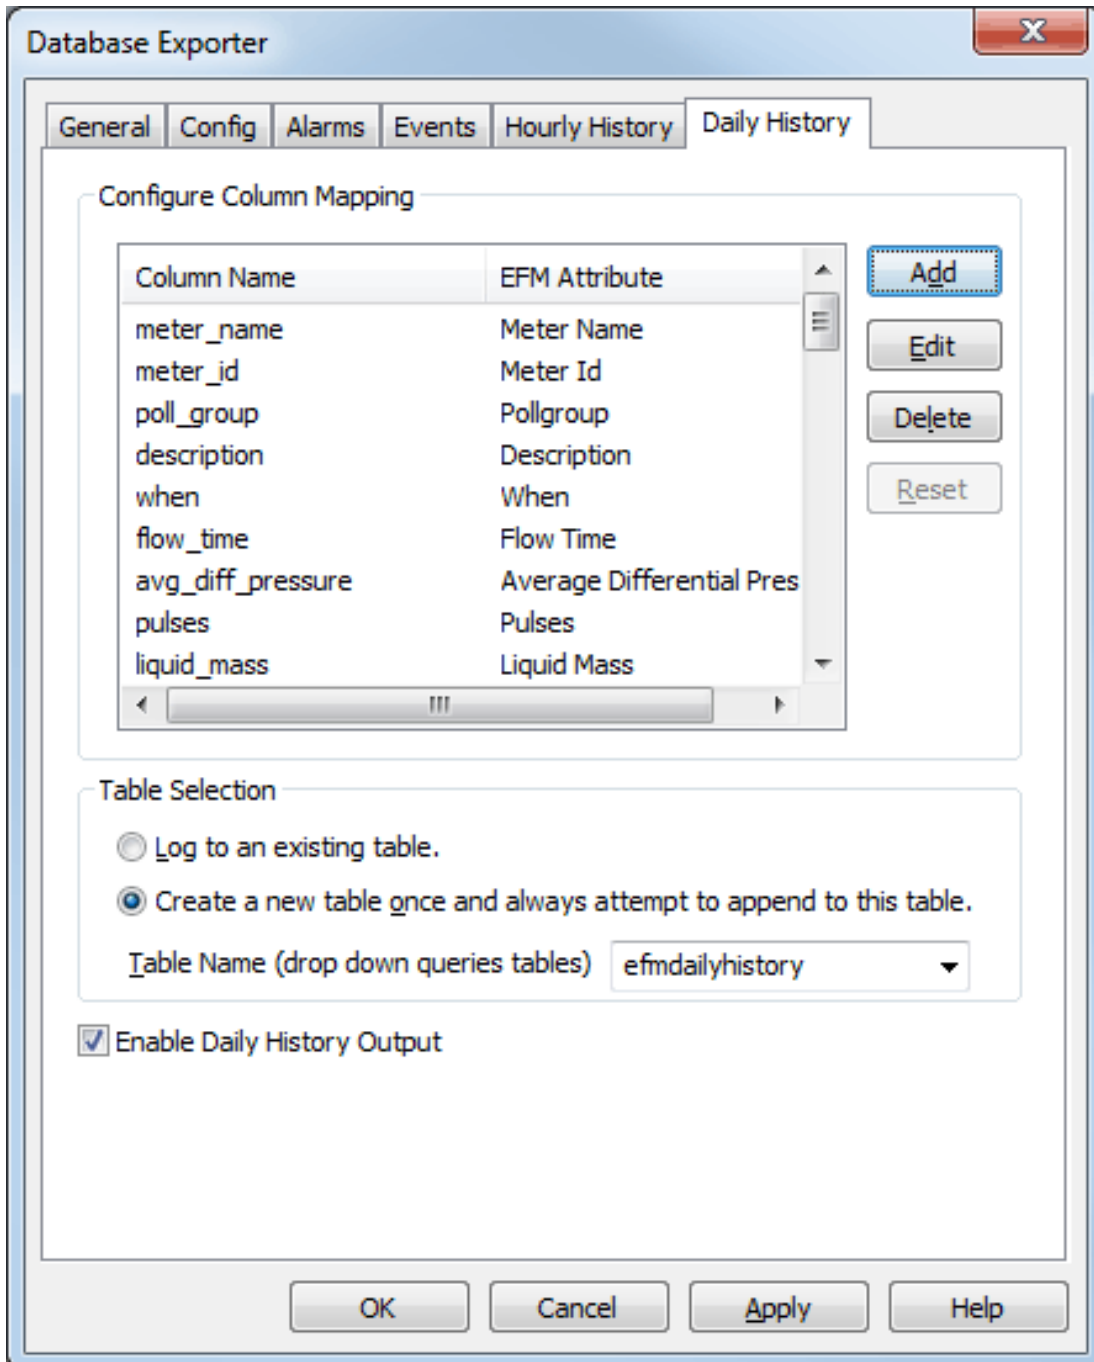 Database Exporter
General Config Alarms Events Hourly History Daily History
Configure Column Mapping
Column Name EFM Attribute
meter_name Meter Name
meter_id Meter Id
poll_group Pollgroup
description Description
when When
flow_time Flow Time
avg_diff_pressure Average Differential Pres
pulses Pulses
liquid_mass Liquid Mass
Add
Edit
Delete
Reset
Table Selection
Log to an existing table.
Create a new table once and always attempt to append to this table.
Table Name (drop down queries tables) efmdailyhistory
Enable Daily History Output
OK Cancel Apply Help